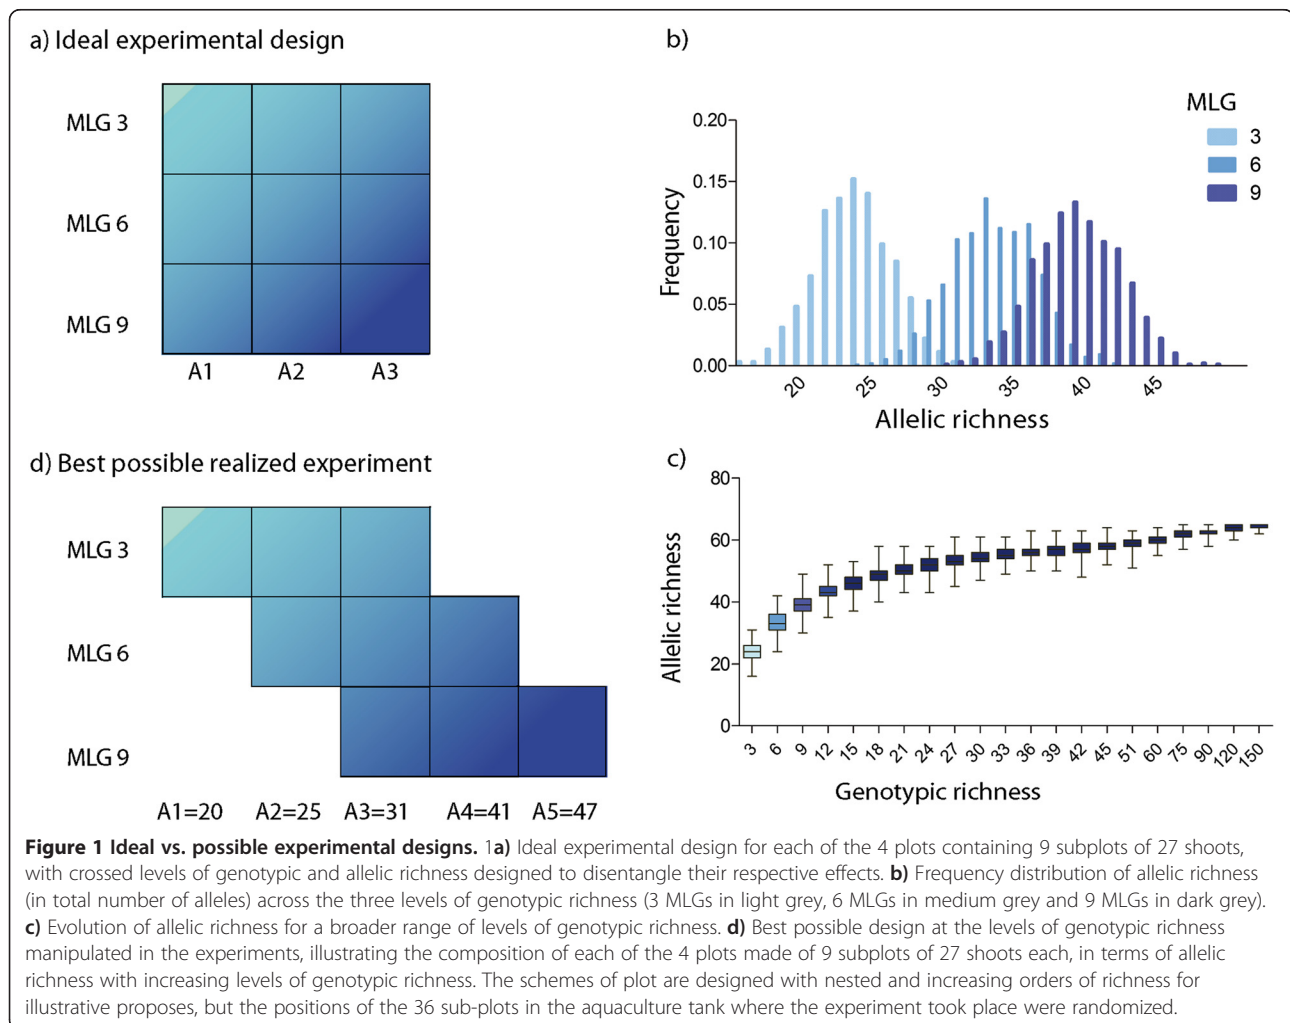 a) Ideal experimental design
MLG 3
MLG 6
MLG 9
A1 A2 A3
b)
MLG
3
6
9
Frequency
0.20
0.15
0.10
0.05
0.00
20 25 30 35 40 45
Allelic richness
d) Best possible realized experiment
MLG 3
MLG 6
MLG 9
A1=20 A2=25 A3=31 A4=41 A5=47
c)
Allelic richness
80
60
40
20
0
3 6 9 12 15 18 21 24 27 30 33 36 39 42 45 51 60 75 90 120 150
Genotypic richness
Figure 1 Ideal vs. possible experimental designs. 1a) Ideal experimental design for each of the 4 plots containing 9 subplots of 27 shoots,
with crossed levels of genotypic and allelic richness designed to disentangle their respective effects. b) Frequency distribution of allelic richness
(in total number of alleles) across the three levels of genotypic richness (3 MLGs in light grey, 6 MLGs in medium grey and 9 MLGs in dark grey).
c) Evolution of allelic richness for a broader range of levels of genotypic richness. d) Best possible design at the levels of genotypic richness
manipulated in the experiments, illustrating the composition of each of the 4 plots made of 9 subplots of 27 shoots each, in terms of allelic
richness with increasing levels of genotypic richness. The schemes of plot are designed with nested and increasing orders of richness for
illustrative proposes, but the positions of the 36 sub-plots in the aquaculture tank where the experiment took place were randomized.